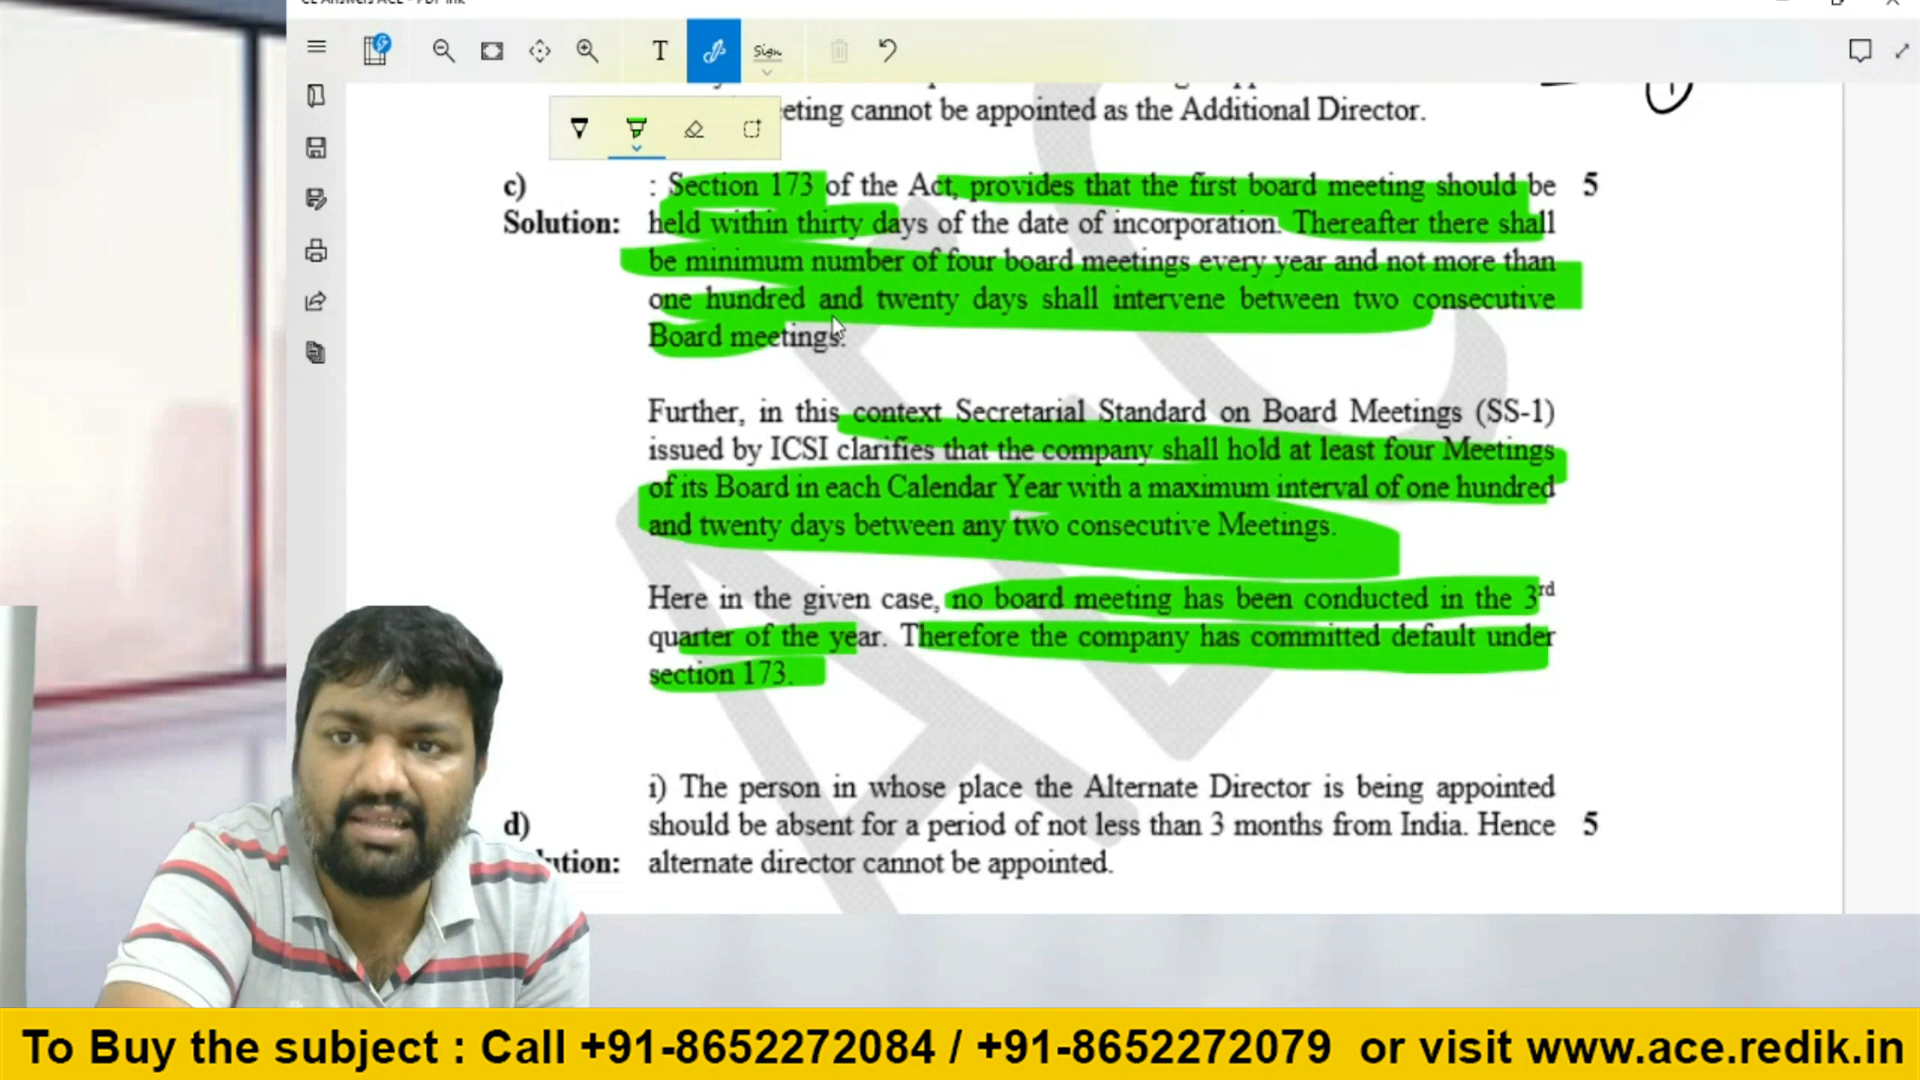 Sign
eting cannot be appointed as the Additional Director.
c) : Section 173 of the Act, provides that the first board meeting should be 5
Solution: held within thirty days of the date of incorporation. Thereafter there shall
be minimum number of four board meetings every year and not more than
one hundred and twenty days shall intervene between two consecutive
Board meetings.
Further, in this context Secretarial Standard on Board Meetings (SS-1)
issued by ICSI clarifies that the company shall hold at least four Meetings
of its Board in each Calendar Year with a maximum interval of one hundred
and twenty days between any two consecutive Meetings.
Here in the given case, no board meeting has been conducted in the 3rd
quarter of the year. Therefore the company has committed default under
section 173.
i) The person in whose place the Alternate Director is being appointed
d) should be absent for a period of not less than 3 months from India. Hence 5
ution: alternate director cannot be appointed.
To Buy the subject : Call +91-8652272084 / +91-8652272079 or visit www.ace.redik.in